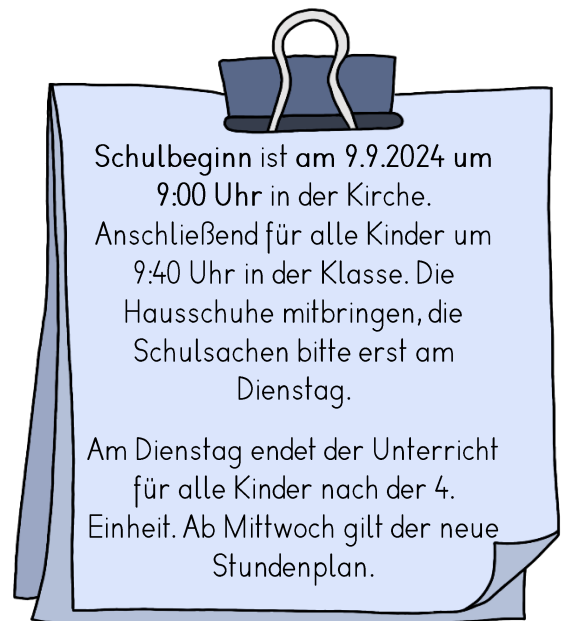 Schulbeginn ist am 9.9.2024 um
9:00 Uhr in der Kirche.
Anschließend für alle Kinder um
9:40 Uhr in der Klasse. Die
Hausschuhe mitbringen, die
Schulsachen bitte erst am
Dienstag.
Am Dienstag endet der Unterricht
für alle Kinder nach der 4.
Einheit. Ab Mittwoch gilt der neue
Stundenplan.